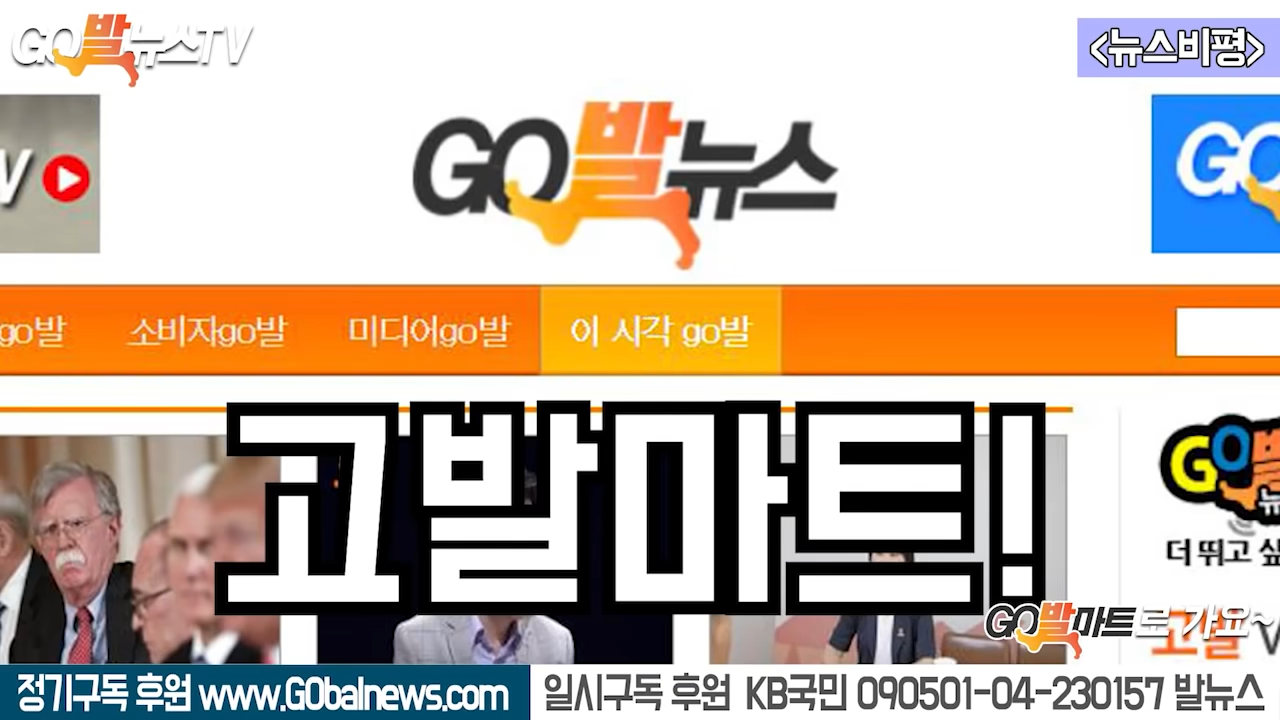 GO발뉴스TV
<뉴스비평>
V
GO발뉴스
GO
go발 소비자go발 미디어go발 이 시각 go발
고발마트!
GO발
뉴
더 뛰고 싶
GO발마트로 가요~
고발 V
정기구독 후원 www.GObalnews.com 일시구독 후원 KB국민 090501-04-230157 발뉴스